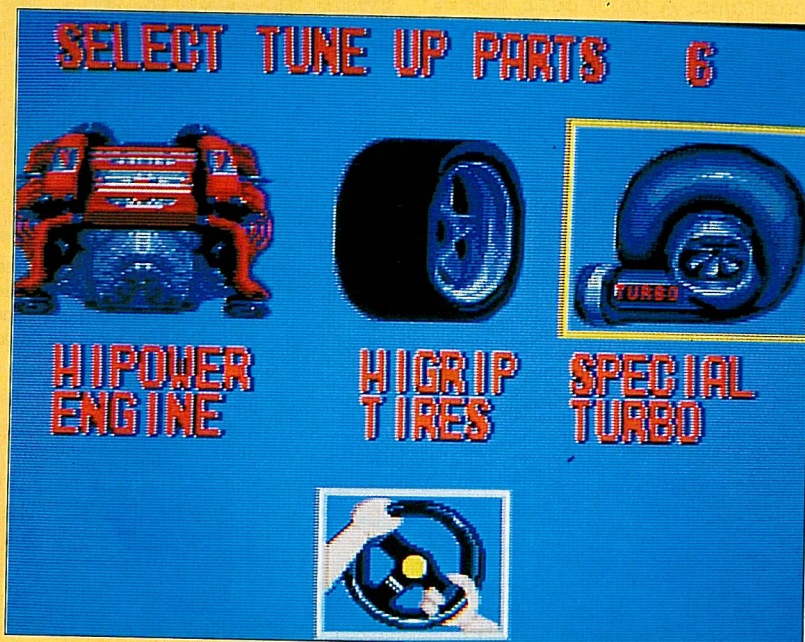 SELECT TUNE UP PARTS 6
TURBO
HIPOWER
ENGINE
HIGRIP
TIRES
SPECIAL
TURBO